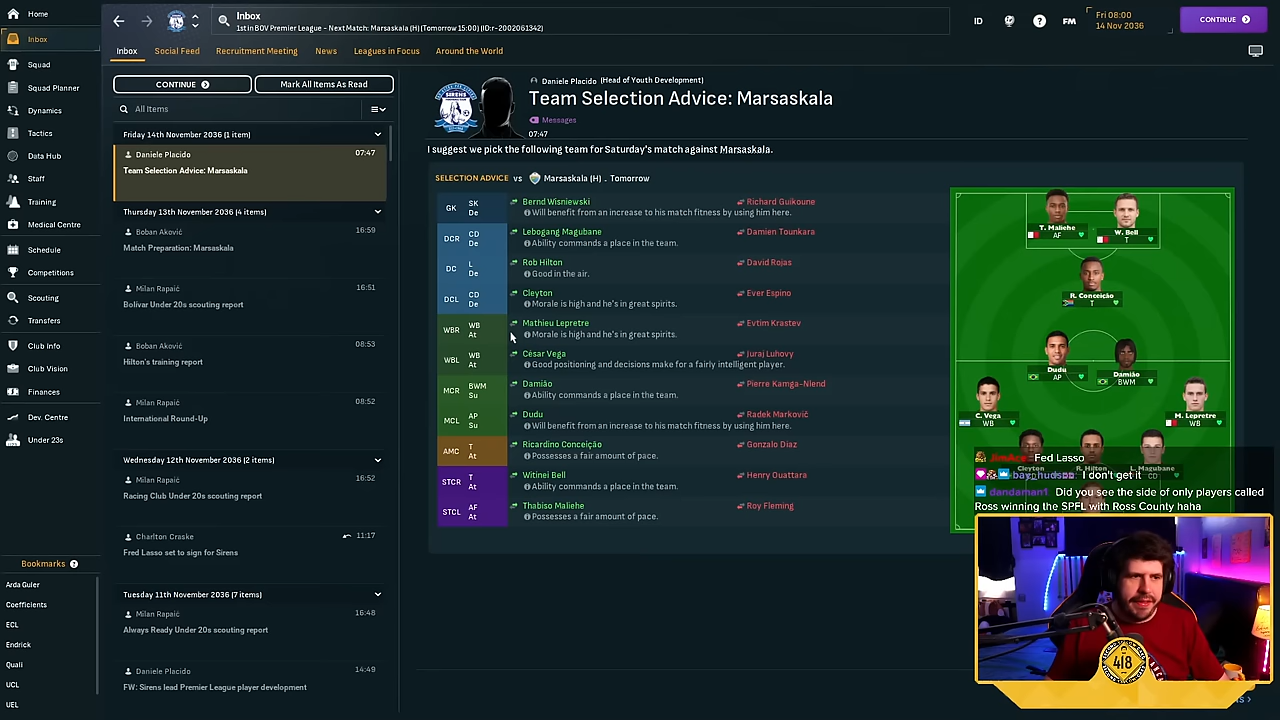 Home
Inbox
Squad
Squad Planner
Dynamics
Tactics
Data Hub
Staff
Training
Medical Centre
Schedule
Competitions
Scouting
Transfers
Club Info
Club Vision
Finances
Dev. Centre
Under 23s
Bookmarks
Arda Guler
Coefficients
ECL
Endrick
Quali
UCL
UEL
Inbox
1st in BOV Premier League - Next Match: Marsaskala (H) (Tomorrow 15:00) (ID:r-2002061342)
ID
FM
Fri 08:00
14 Nov 2036
CONTINUE
Inbox
Social Feed
Recruitment Meeting
News
Leagues in Focus
Around the World
CONTINUE
Mark All Items As Read
All Items
Friday 14th November 2036 (1 item)
Daniele Placido 07:47
Team Selection Advice: Marsaskala
Thursday 13th November 2036 (4 items)
Boban Aković 16:59
Match Preparation: Marsaskala
Milan Rapaić 16:51
Bolívar Under 20s scouting report
Boban Aković 08:53
Hilton's training report
Milan Rapaić 08:52
International Round-Up
Wednesday 12th November 2036 (2 items)
Milan Rapaić 16:52
Racing Club Under 20s scouting report
Charlton Craske 11:17
Fred Lasso set to sign for Sirens
Tuesday 11th November 2036 (7 items)
Milan Rapaić 16:48
Always Ready Under 20s scouting report
Daniele Placido 14:49
FW: Sirens lead Premier League player development
SIRENS
Daniele Placido (Head of Youth Development)
Team Selection Advice: Marsaskala
Messages
07:47
I suggest we pick the following team for Saturday's match against Marsaskala.
SELECTION ADVICE vs Marsaskala (H) . Tomorrow
GK SK De Bernd Wisniewski Richard Guikoune
Will benefit from an increase to his match fitness by using him here.
DCR CD De Lebogang Magubane Damien Tounkara
Ability commands a place in the team.
DC L De Rob Hilton David Rojas
Good in the air.
DCL CD De Cleyton Ever Espino
Morale is high and he's in great spirits.
WBR WB At Mathieu Lepretre Evtim Krastev
Morale is high and he's in great spirits.
WBL WB At César Vega Juraj Luhovy
Good positioning and decisions make for a fairly intelligent player.
MCR BWM Su Damião Pierre Kamga-Nlend
Ability commands a place in the team.
MCL AP Su Dudu Radek Markovič
Will benefit from an increase to his match fitness by using him here.
AMC T At Ricardino Conceição Gonzalo Diaz
Possesses a fair amount of pace.
STCR T At Witinei Bell Henry Ouattara
Ability commands a place in the team.
STCL AF At Thabiso Maliehe Roy Fleming
Possesses a fair amount of pace.
T. Maliehe
AF
W. Bell
T
R. Conceição
T
Dudu
AP
Damião
BWM
C. Vega
WB
M. Lepretre
WB
Cleyton
R. Hilton
L. Magubane
CD
JimAce: Fed Lasso
bay_hudson: I don't get it
dandaman1: Did you see the side of only players called
Ross winning the SPFL with Ross County haha
418